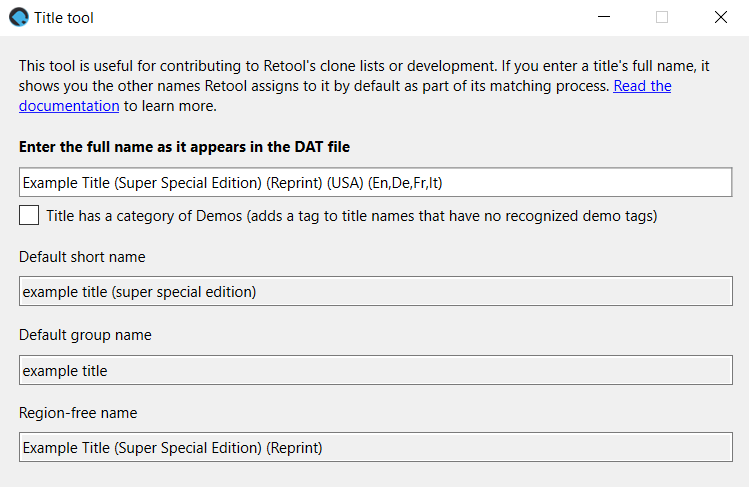 Title tool
This tool is useful for contributing to Retool's clone lists or development. If you enter a title's full name, it
shows you the other names Retool assigns to it by default as part of its matching process. Read the
documentation to learn more.
Enter the full name as it appears in the DAT file
Example Title (Super Special Edition) (Reprint) (USA) (En,De,Fr,It)
Title has a category of Demos (adds a tag to title names that have no recognized demo tags)
Default short name
example title (super special edition)
Default group name
example title
Region-free name
Example Title (Super Special Edition) (Reprint)